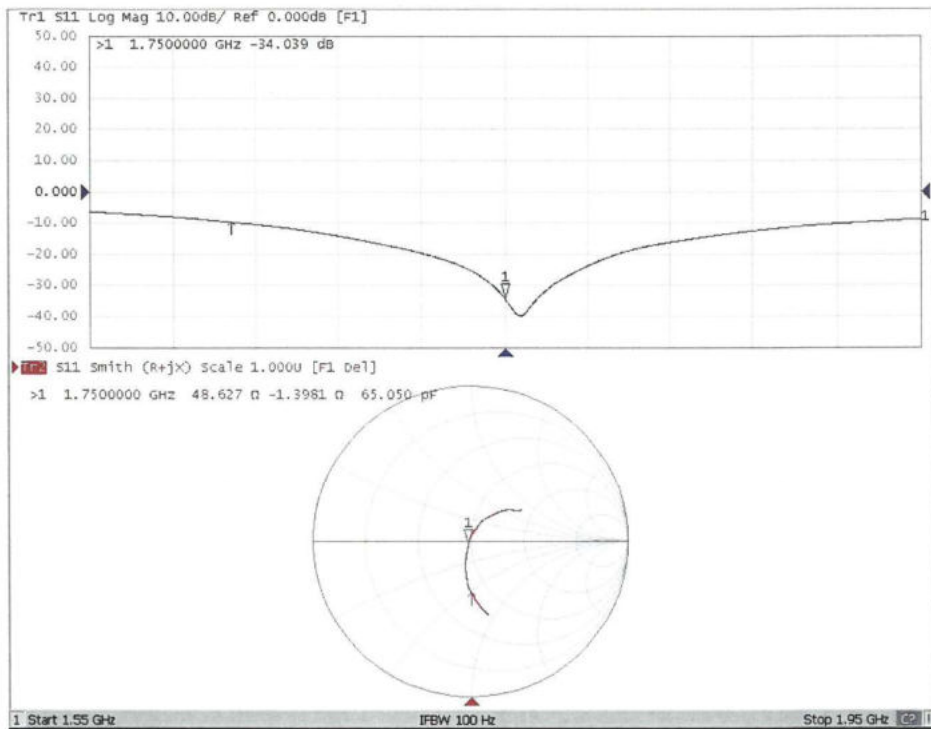 Tr1 S11 Log Mag 10.00dB/ Ref 0.000dB [F1]
50.00
>1 1.7500000 GHz -34.039 dB
40.00
30.00
20.00
10.00
0.000
-10.00
1
-20.00
1
-30.00
-40.00
-50.00
Tr2 S11 Smith (R+jX) Scale 1.000U [F1 Del]
>1 1.7500000 GHz 48.627 Ω -1.3981 Ω 65.050 pF
1
1 Start 1.55 GHz IFBW 100 Hz Stop 1.95 GHz C?